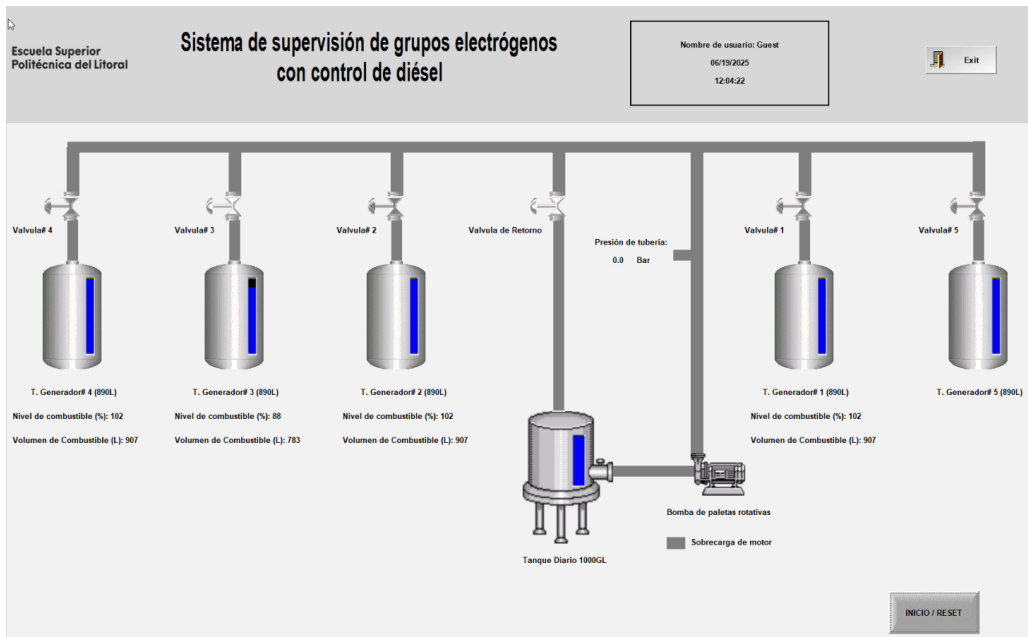 Escuela Superior
Politécnica del Litoral
Sistema de supervisión de grupos electrógenos
con control de diésel
Nombre de usuario: Guest
06/19/2025
12:04:22
Exit
Valvula# 4
Valvula# 3
Valvula# 2
Valvula de Retorno
Presión de tubería:
0.0 Bar
Valvula# 1
Valvula# 5
T. Generador# 4 (890L)
Nivel de combustible (%): 102
Volumen de Combustible (L): 907
T. Generador# 3 (890L)
Nivel de combustible (%): 88
Volumen de Combustible (L): 783
T. Generador# 2 (890L)
Nivel de combustible (%): 102
Volumen de Combustible (L): 907
T. Generador# 1 (890L)
Nivel de combustible (%): 102
Volumen de Combustible (L): 907
T. Generador# 5 (890L)
Bomba de paletas rotativas
Sobrecarga de motor
Tanque Diario 1000GL
INICIO / RESET